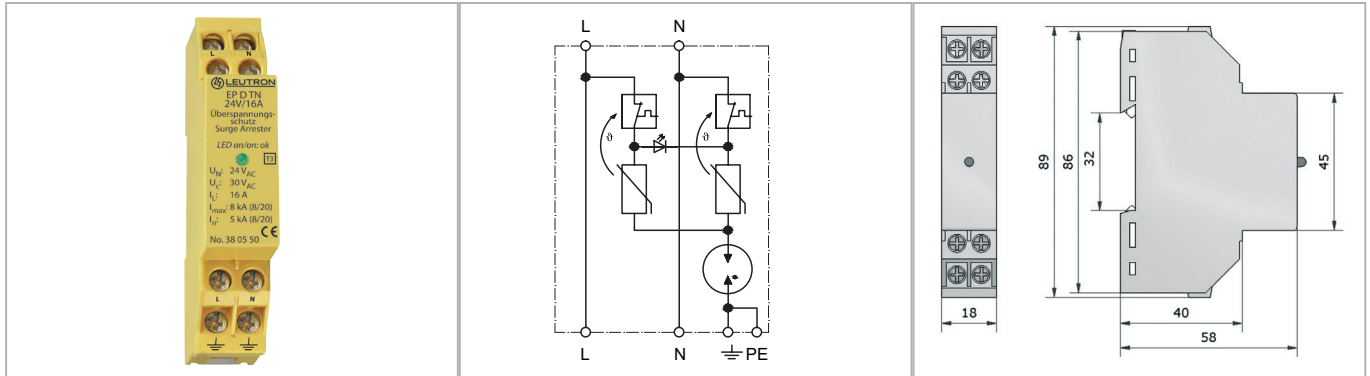 L N
LEUTRON
EP D TN
24V/16A
Überspannungs-
schutz
Surge Arrester
LED an/on: ok
T3
UN: 24 VAC
UC: 30 VAC
IL: 16 A
Imax: 8 kA (8/20)
In: 5 kA (8/20)
CE
No. 38 05 50
L N
L N
ϑ ϑ
L N PE
89
86
32
45
18
40
58